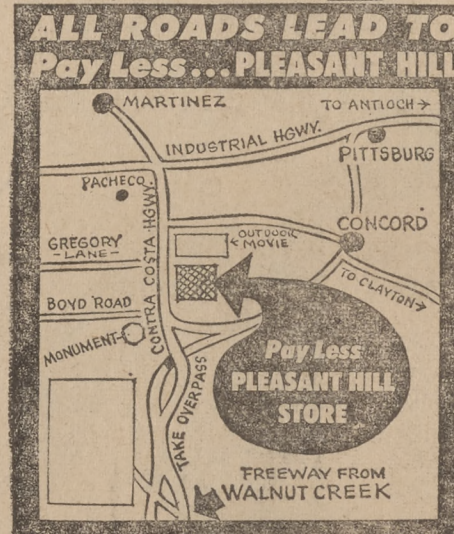 ALL ROADS LEAD TO
Pay Less...PLEASANT HILL
MARTINEZ
TO ANTIOCH→
INDUSTRIAL HGWY.
PITTSBURG
PACHECO
CONTRA COSTA HGWY.
CONCORD
OUTDOOR
←MOVIE
GREGORY
-LANE-
TO CLAYTON→
BOYD ROAD
MONUMENT
Pay Less
PLEASANT HILL
STORE
TAKE OVERPASS
FREEWAY FROM
WALNUT CREEK